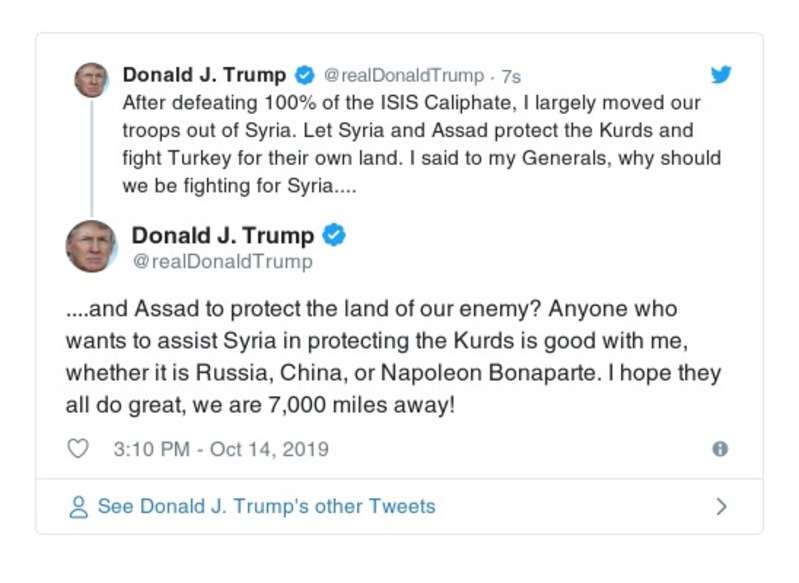 Donald J. Trump @realDonaldTrump · 7s
After defeating 100% of the ISIS Caliphate, I largely moved our
troops out of Syria. Let Syria and Assad protect the Kurds and
fight Turkey for their own land. I said to my Generals, why should
we be fighting for Syria....
Donald J. Trump
@realDonaldTrump
....and Assad to protect the land of our enemy? Anyone who
wants to assist Syria in protecting the Kurds is good with me,
whether it is Russia, China, or Napoleon Bonaparte. I hope they
all do great, we are 7,000 miles away!
3:10 PM - Oct 14, 2019
See Donald J. Trump's other Tweets